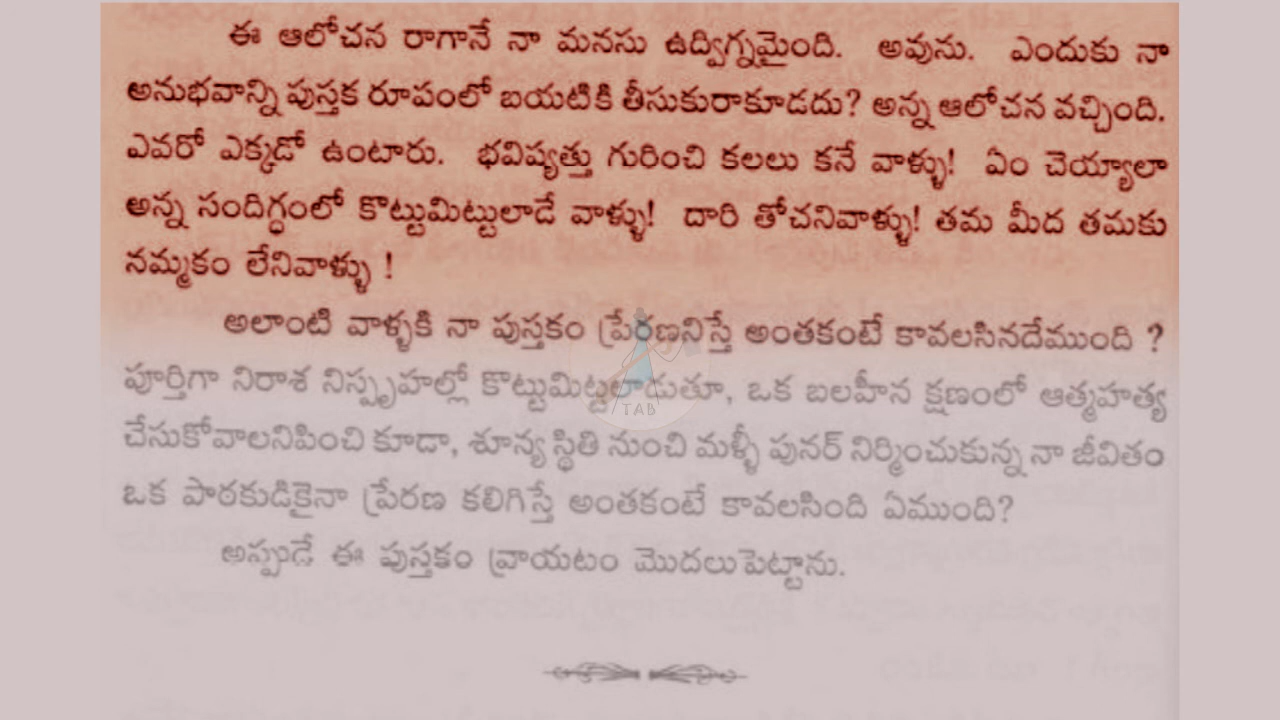 ఈ ఆలోచన రాగానే నా మనసు ఉద్విగ్నమైంది. అవును. ఎందుకు నా
అనుభవాన్ని పుస్తక రూపంలో బయటికి తీసుకురాకూడదు? అన్న ఆలోచన వచ్చింది.
ఎవరో ఎక్కడో ఉంటారు. భవిష్యత్తు గురించి కలలు కనే వాళ్ళు! ఏం చెయ్యాలా
అన్న సందిగ్ధంలో కొట్టుమిట్టులాడే వాళ్ళు! దారి తోచనివాళ్ళు! తమ మీద తమకు
నమ్మకం లేనివాళ్ళు !
అలాంటి వాళ్ళకి నా పుస్తకం ప్రేరణనిస్తే అంతకంటే కావలసినదేముంది ?
పూర్తిగా నిరాశ నిస్పృహల్లో కొట్టుమిట్టలాడుతూ, ఒక బలహీన క్షణంలో ఆత్మహత్య
చేసుకోవాలనిపించి కూడా, శూన్య స్థితి నుంచి మళ్ళీ పునర్ నిర్మించుకున్న నా జీవితం
ఒక పాఠకుడికైనా ప్రేరణ కలిగిస్తే అంతకంటే కావలసింది ఏముంది?
అప్పుడే ఈ పుస్తకం వ్రాయటం మొదలుపెట్టాను.
TAB